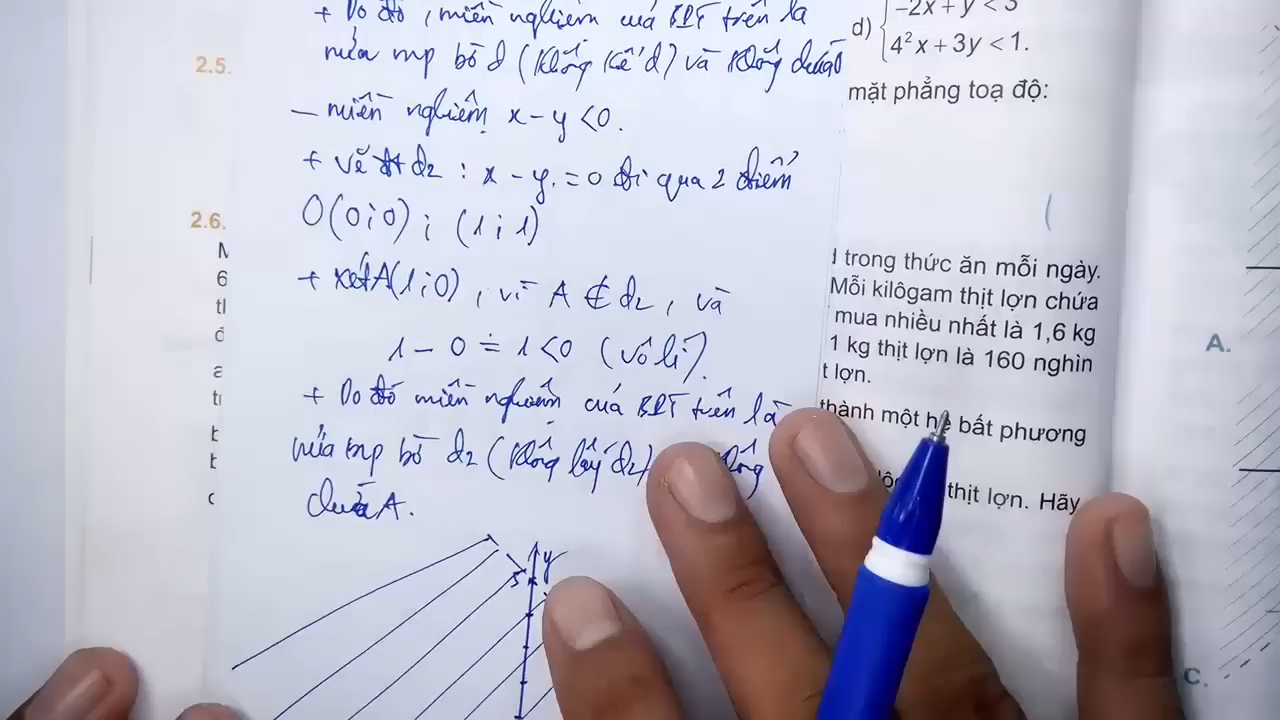 + Do đó, miền nghiệm của BPT trên là
nửa mp bờ d (không kể d) và không chứa
2.5.
d) { -2x + y < 3
4² x + 3y < 1.
mặt phẳng toạ độ:
– miền nghiệm x - y < 0.
+ vẽ đt d2 : x - y = 0 đi qua 2 điểm
O(0;0) ; (1;1)
2.6.
+ xét A(1;0), vì A ∉ d2, và
1 - 0 = 1 < 0 (vô lí).
+ Do đó miền nghiệm của BPT trên là
nửa mp bờ d2 (không lấy d2) không
chứa A.
y
5
trong thức ăn mỗi ngày.
Mỗi kilôgam thịt lợn chứa
mua nhiều nhất là 1,6 kg
1 kg thịt lợn là 160 nghìn
t lợn.
thành một hệ bất phương
thịt lợn. Hãy
A.
C.